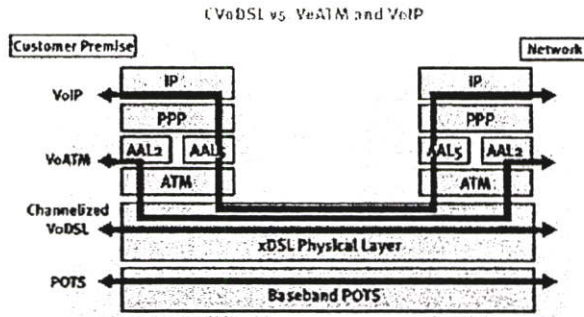 CVoDSL vs. VoATM and VoIP
Customer Premise Network
IP IP
VoIP
PPP PPP
AAL2 AAL5 AAL5 AAL2
VoATM
ATM ATM
Channelized
VoDSL
xDSL Physical Layer
POTS
Baseband POTS